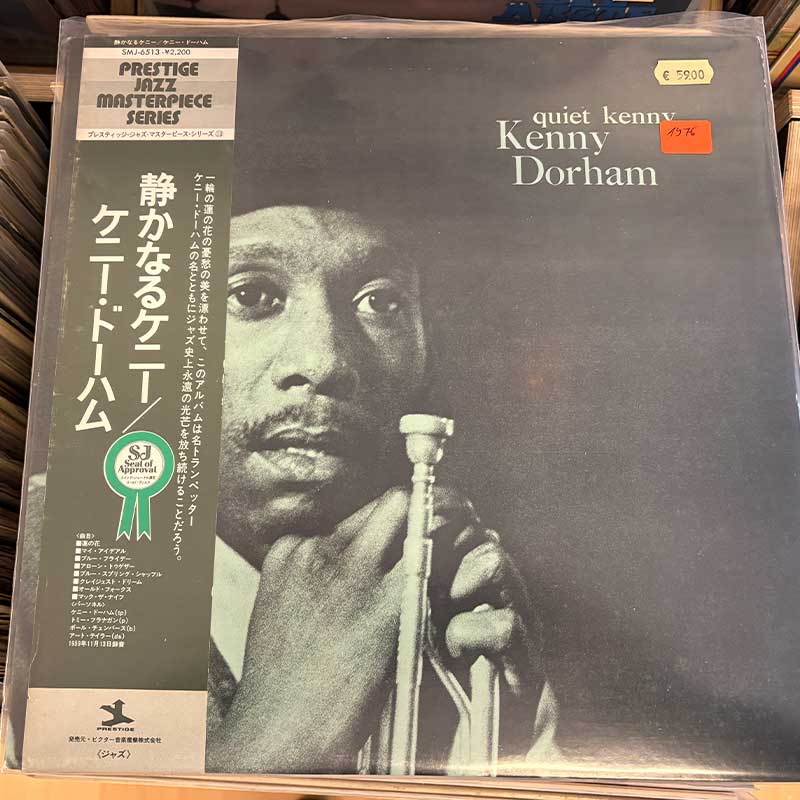 静かなるケニー/ケニー・ドーハム
SMJ-6513 ¥2,200
PRESTIGE
JAZZ
MASTERPIECE
SERIES
プレスティッジ・ジャズ・マスターピース・シリーズ
静かなるケニー/
ケニー・ドーハム
一輪の蓮の花の憂愁の美を漂わせて、このアルバムは名トランペッター
ケニー・ドーハムの名とともにジャズ史上永遠の光芒を放ち続けることだろう。
SJ
Seal of
Approval
〈曲目〉
■蓮の花
■マイ・アイデアル
■ブルー・フライデー
■アローン・トゥゲザー
■ブルー・スプリング・シャッフル
■クレイジェスト・ドリーム
■オールド・フォークス
■マック・ザ・ナイフ
〈パーソネル〉
ケニー・ドーハム(tp)
トミー・フラナガン(p)
ポール・チェンバース(b)
アート・テイラー(ds)
1959年11月13日録音
PRESTIGE
発売元・ビクター音楽産業株式会社
〈ジャズ〉
€ 59.00
quiet kenny
1976
Kenny
Dorham